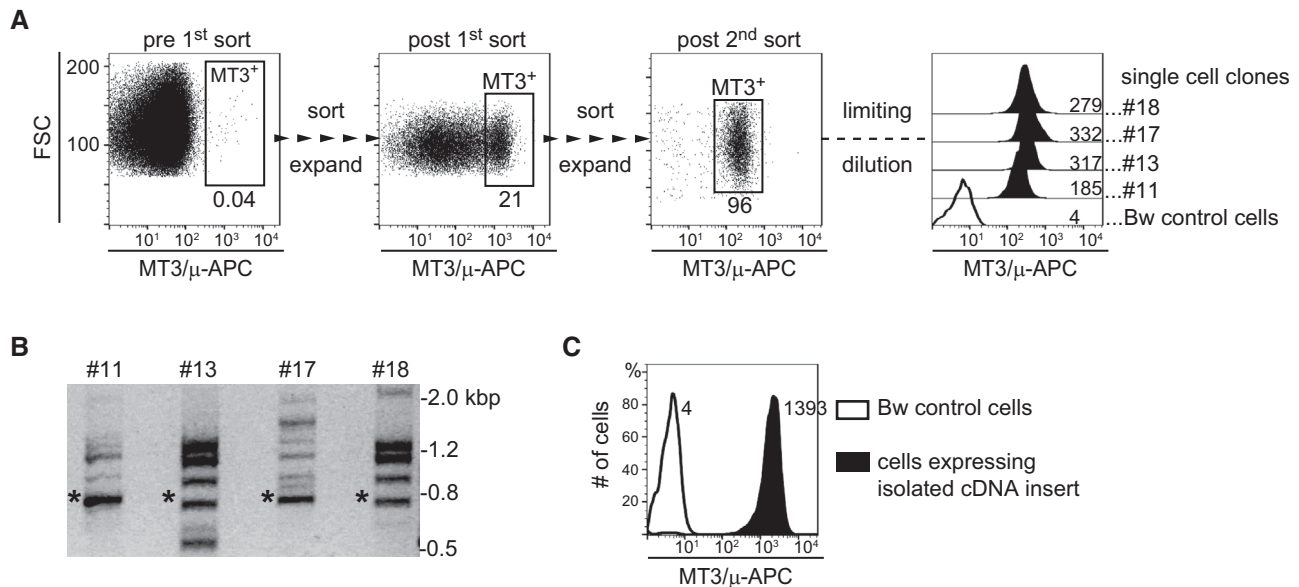 A
pre 1st sort
post 1st sort
post 2nd sort
FSC
200
100
MT3+
0.04
sort
expand
MT3+
21
sort
expand
MT3+
96
limiting
dilution
single cell clones
279...#18
332...#17
317...#13
185...#11
4...Bw control cells
101 102 103 104
101 102 103 104
101 102 103 104
101 102 103 104
MT3/μ-APC
MT3/μ-APC
MT3/μ-APC
MT3/μ-APC
B
#11 #13 #17 #18
-2.0 kbp
-1.2
-0.8
-0.5
* * * *
C
%
80
60
40
20
# of cells
4
1393
101 102 103 104
MT3/μ-APC
Bw control cells
cells expressing
isolated cDNA insert